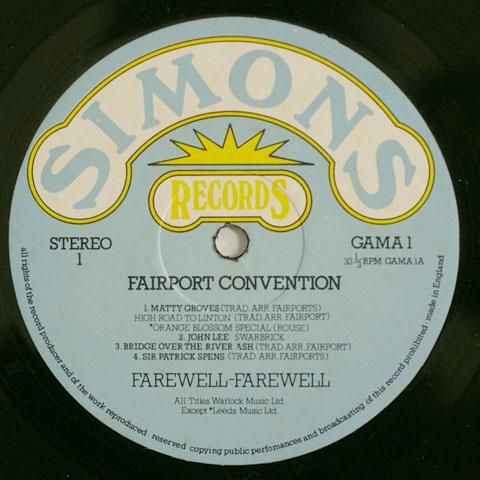 SIMONS
RECORDS
STEREO
1
GAMA 1
33 1/3 RPM GAMA 1A
FAIRPORT CONVENTION
1. MATTY GROVES (TRAD. ARR. FAIRPORTS)
HIGH ROAD TO LINTON (TRAD. ARR. FAIRPORT)
*ORANGE BLOSSOM SPECIAL (ROUSE)
2. JOHN LEE SWARBRICK
3. BRIDGE OVER THE RIVER ASH (TRAD. ARR. FAIRPORT)
4. SIR PATRICK SPENS (TRAD. ARR. FAIRPORTS)
FAREWELL-FAREWELL
All Titles Warlock Music Ltd.
Except *Leeds Music Ltd.
all rights of the record producer and of the work reproduced reserved copying public perfomances and broadcasting of this record prohibited · made in England